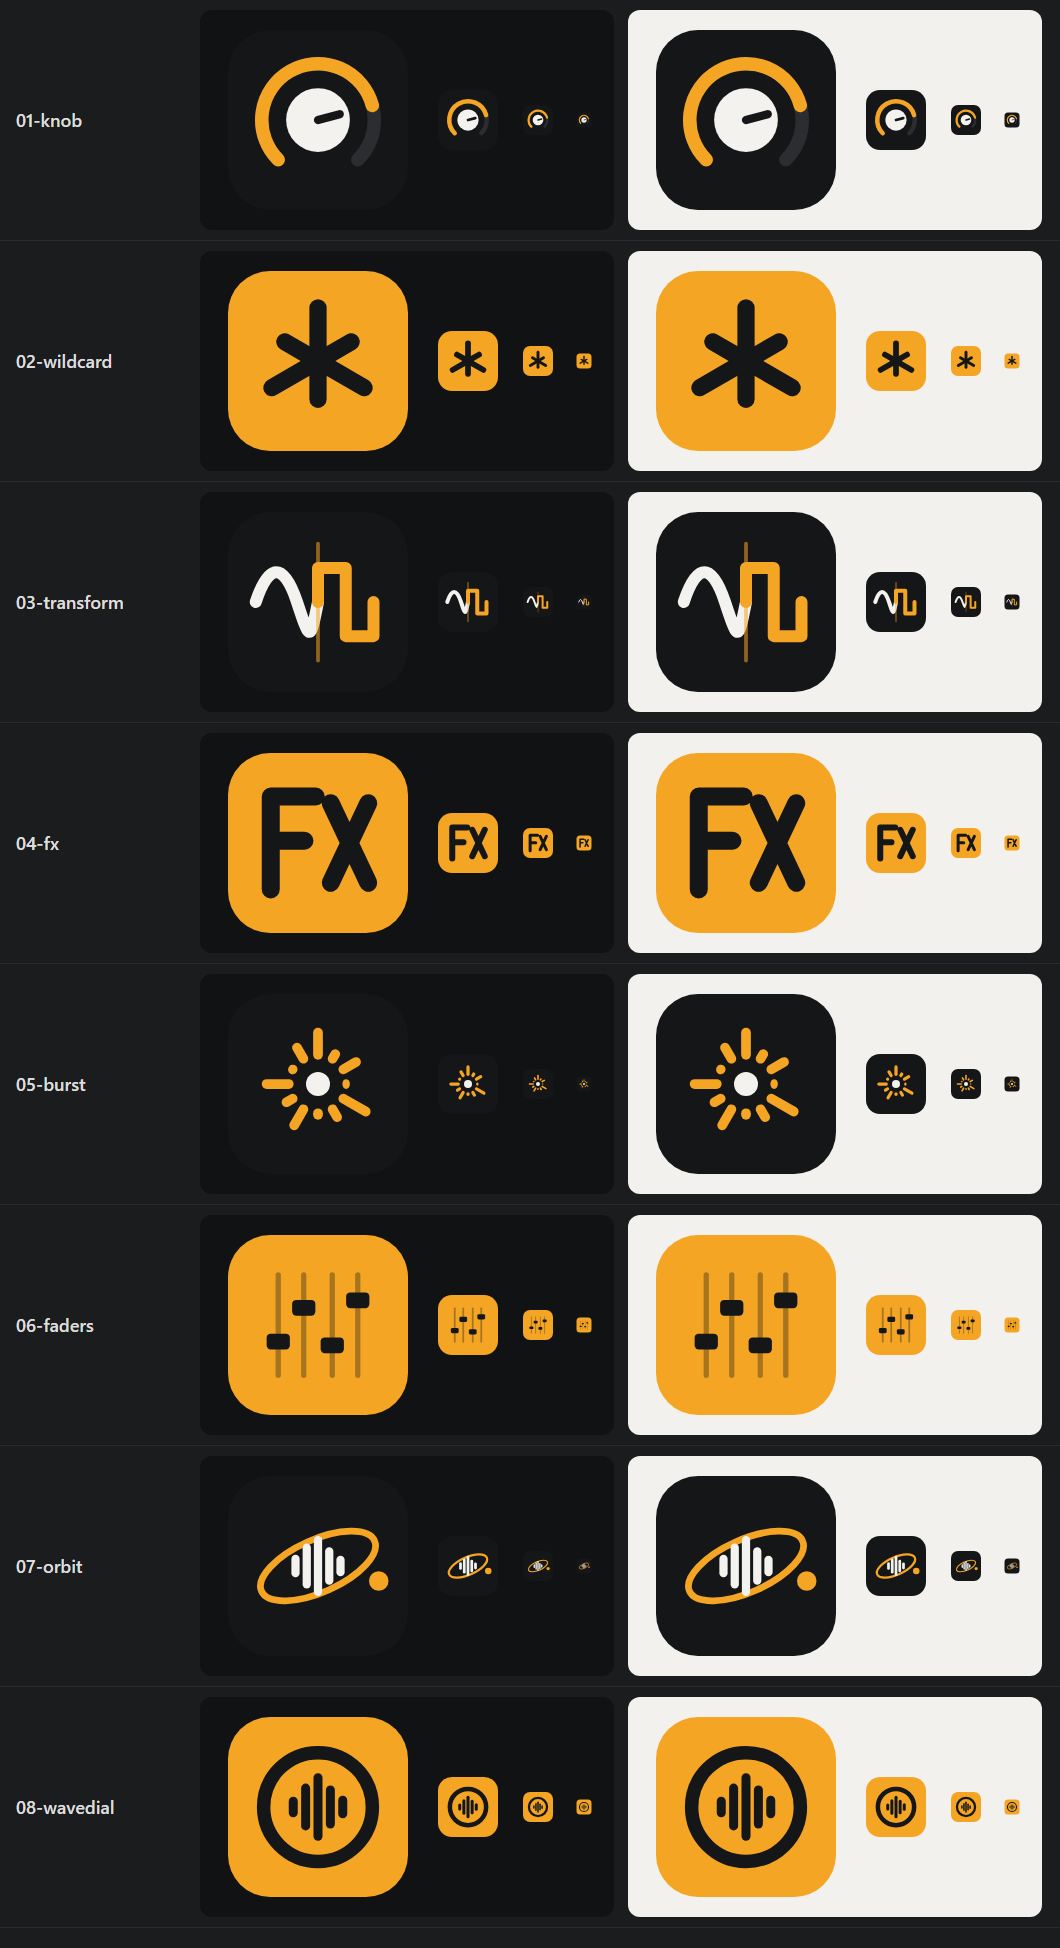 01-knob
02-wildcard
03-transform
04-fx
FX
FX
FX
FX
FX
FX
FX
FX
05-burst
06-faders
07-orbit
08-wavedial